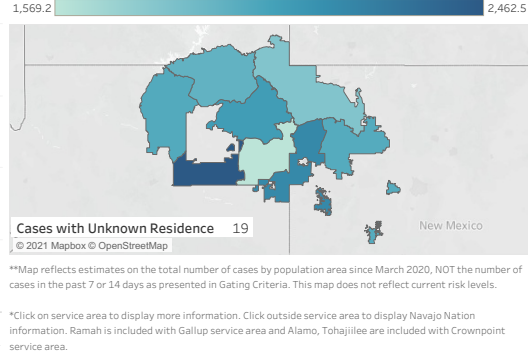 1,569.2 2,462.5
Cases with Unknown Residence 19
New Mexico
© 2021 Mapbox © OpenStreetMap
**Map reflects estimates on the total number of cases by population area since March 2020, NOT the number of
cases in the past 7 or 14 days as presented in Gating Criteria. This map does not reflect current risk levels.
*Click on service area to display more information. Click outside service area to display Navajo Nation
information. Ramah is included with Gallup service area and Alamo, Tohajiilee are included with Crownpoint
service area.